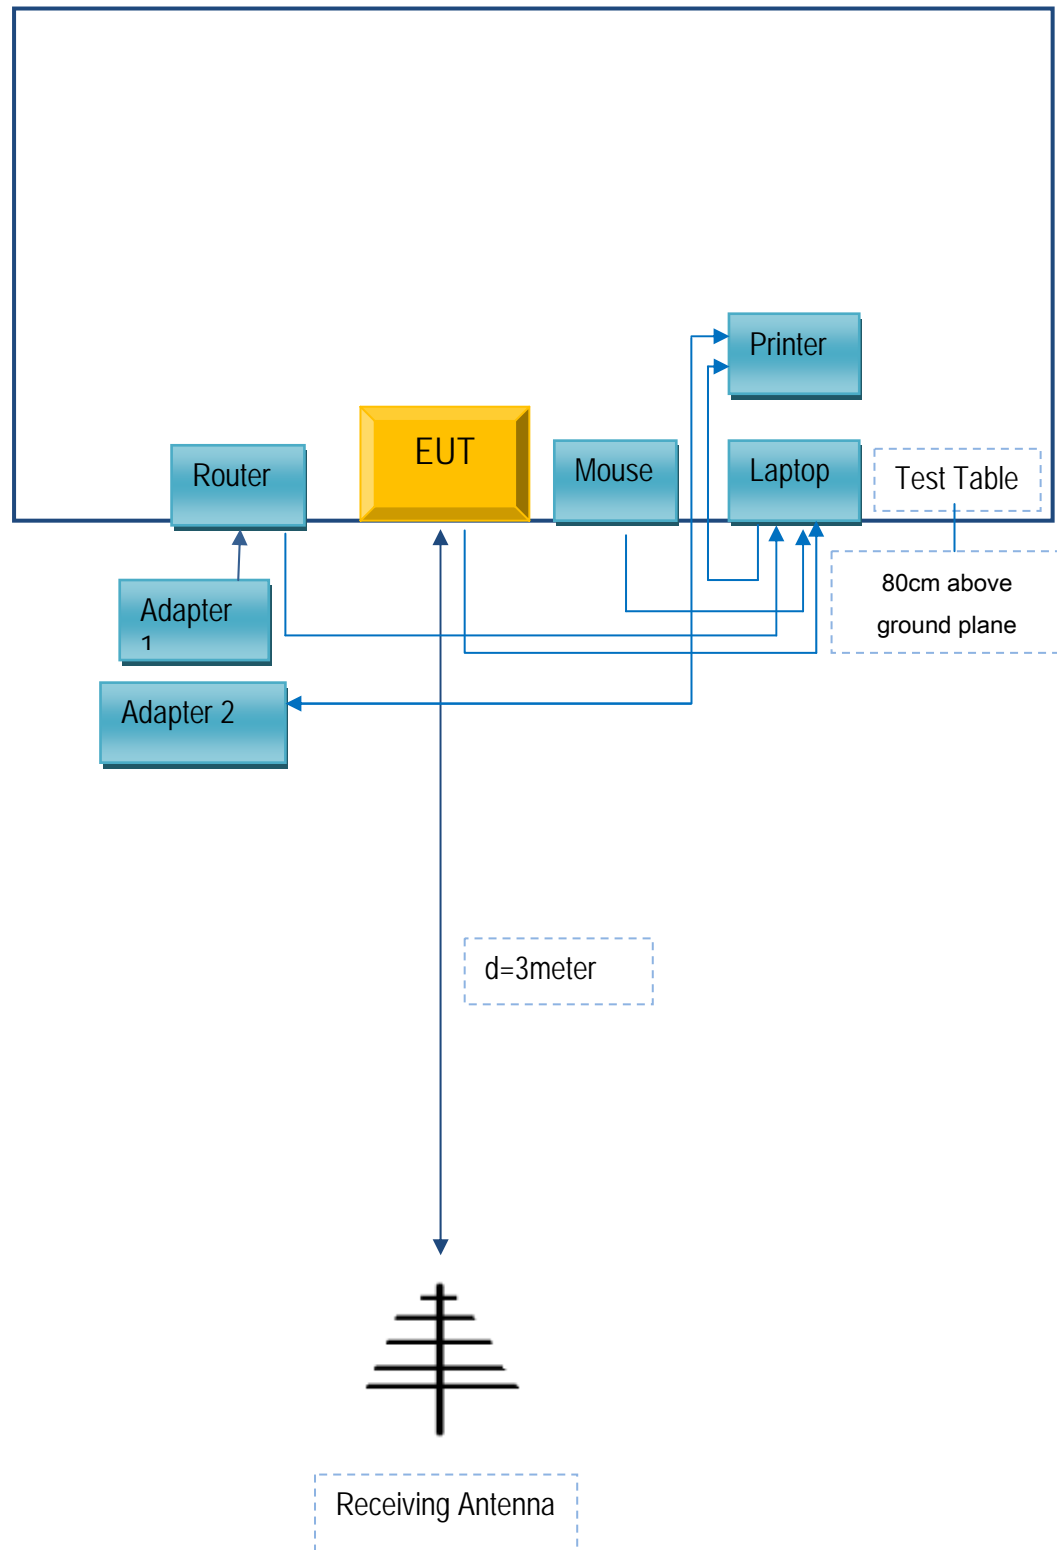 Printer
EUT
Router
Mouse
Laptop
Test Table
Adapter
1
80cm above
ground plane
Adapter 2
d=3meter
Receiving Antenna